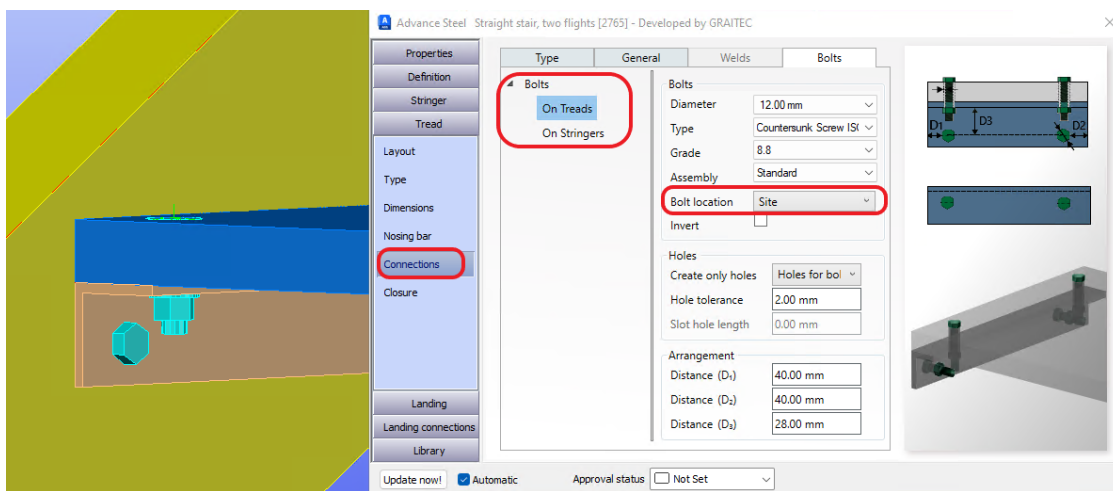 Advance Steel Straight stair, two flights [2765] - Developed by GRAITEC
Properties
Definition
Stringer
Tread
Layout
Type
Dimensions
Nosing bar
Connections
Closure
Landing
Landing connections
Library
Type
General
Welds
Bolts
Bolts
On Treads
On Stringers
Bolts
Diameter 12.00 mm
Type Countersunk Screw IS(
Grade 8.8
Assembly Standard
Bolt location Site
Invert
Holes
Create only holes Holes for bol
Hole tolerance 2.00 mm
Slot hole length 0.00 mm
Arrangement
Distance (D₁) 40.00 mm
Distance (D₂) 40.00 mm
Distance (D₃) 28.00 mm
D1 D3 D2
Update now! Automatic Approval status Not Set